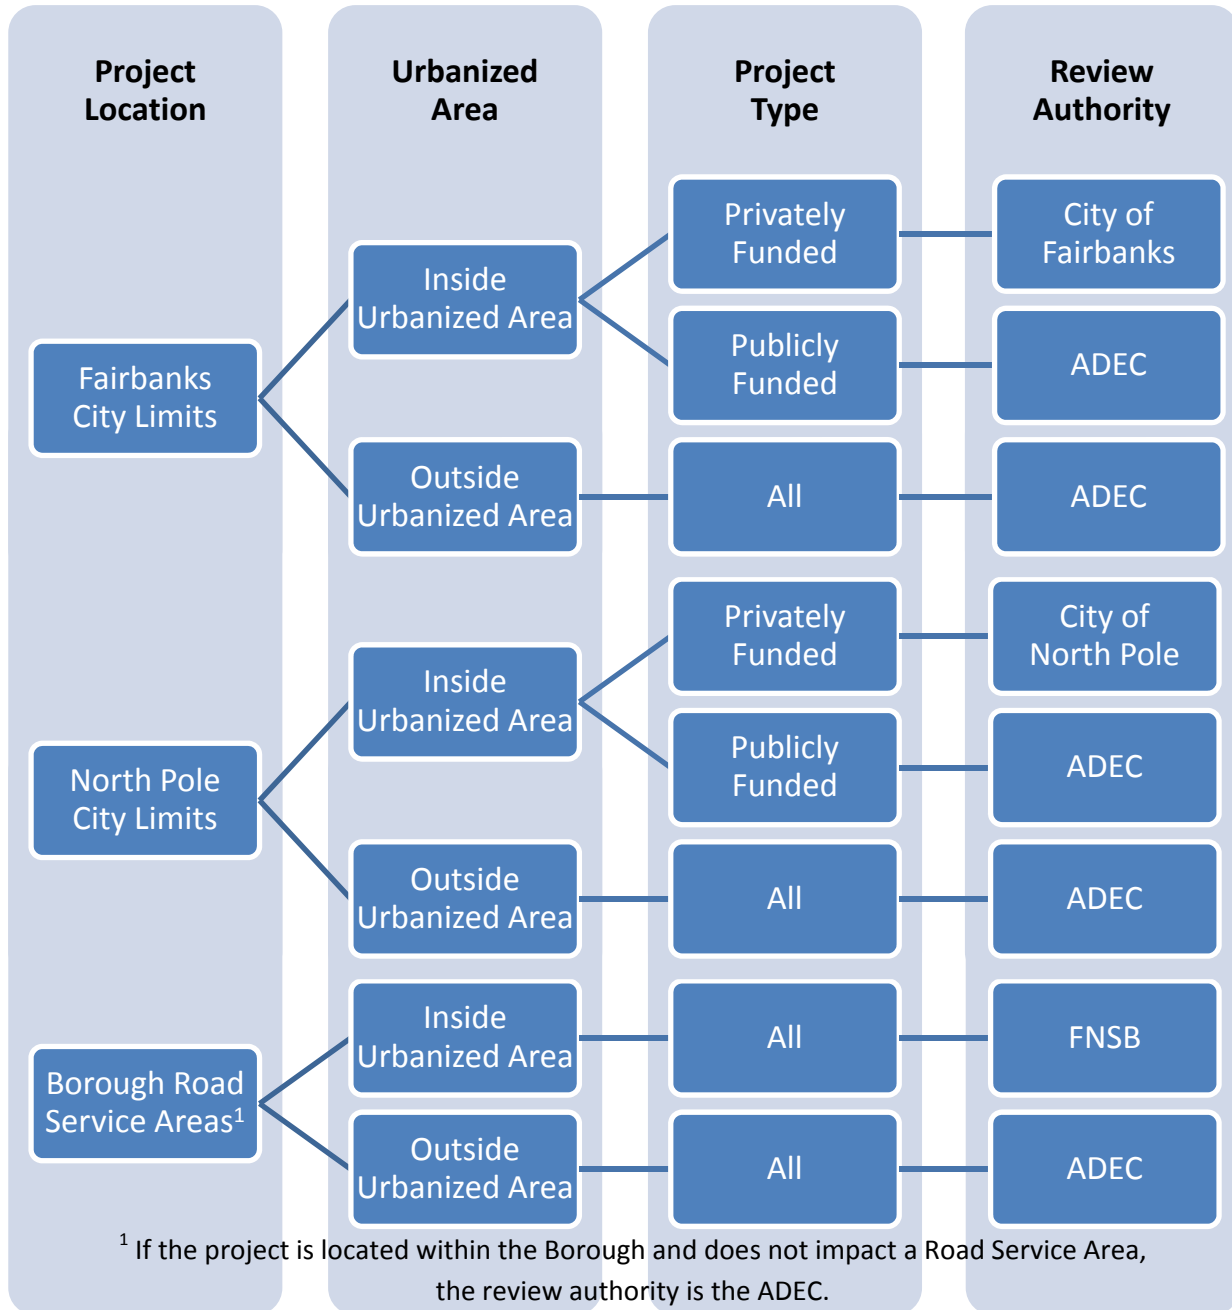 Project
Location
Urbanized
Area
Project
Type
Review
Authority
Fairbanks
City Limits
Inside
Urbanized Area
Privately
Funded
City of
Fairbanks
Publicly
Funded
ADEC
Outside
Urbanized Area
All
ADEC
North Pole
City Limits
Inside
Urbanized Area
Privately
Funded
City of
North Pole
Publicly
Funded
ADEC
Outside
Urbanized Area
All
ADEC
Borough Road
Service Areas¹
Inside
Urbanized Area
All
FNSB
Outside
Urbanized Area
All
ADEC
¹ If the project is located within the Borough and does not impact a Road Service Area,
the review authority is the ADEC.